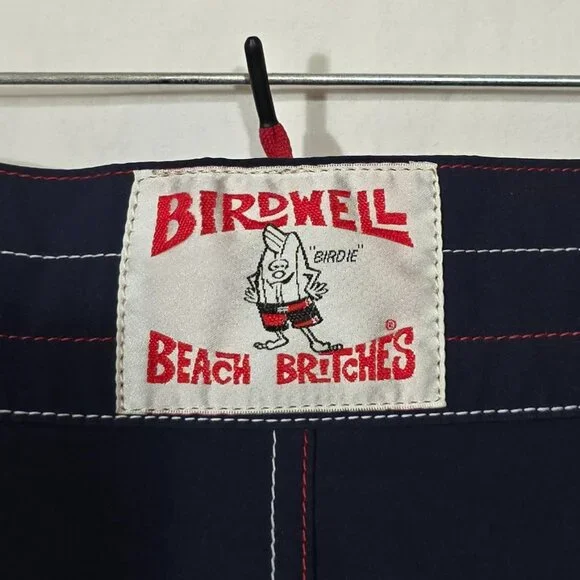 BIRDWELL
"BIRDIE"
®
BEACH BRITCHES